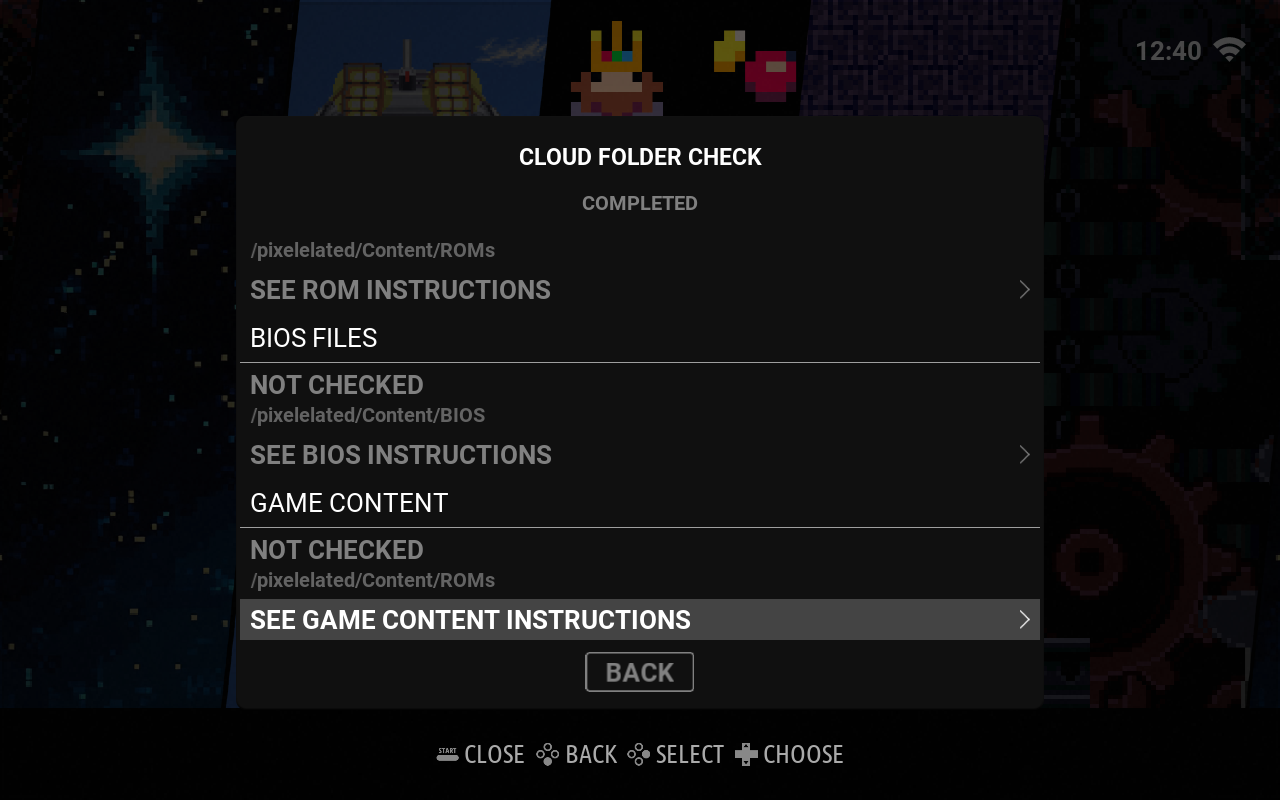 12:40
CLOUD FOLDER CHECK
COMPLETED
/pixelelated/Content/ROMs
SEE ROM INSTRUCTIONS
BIOS FILES
NOT CHECKED
/pixelelated/Content/BIOS
SEE BIOS INSTRUCTIONS
GAME CONTENT
NOT CHECKED
/pixelelated/Content/ROMs
SEE GAME CONTENT INSTRUCTIONS
BACK
START CLOSE BACK SELECT CHOOSE